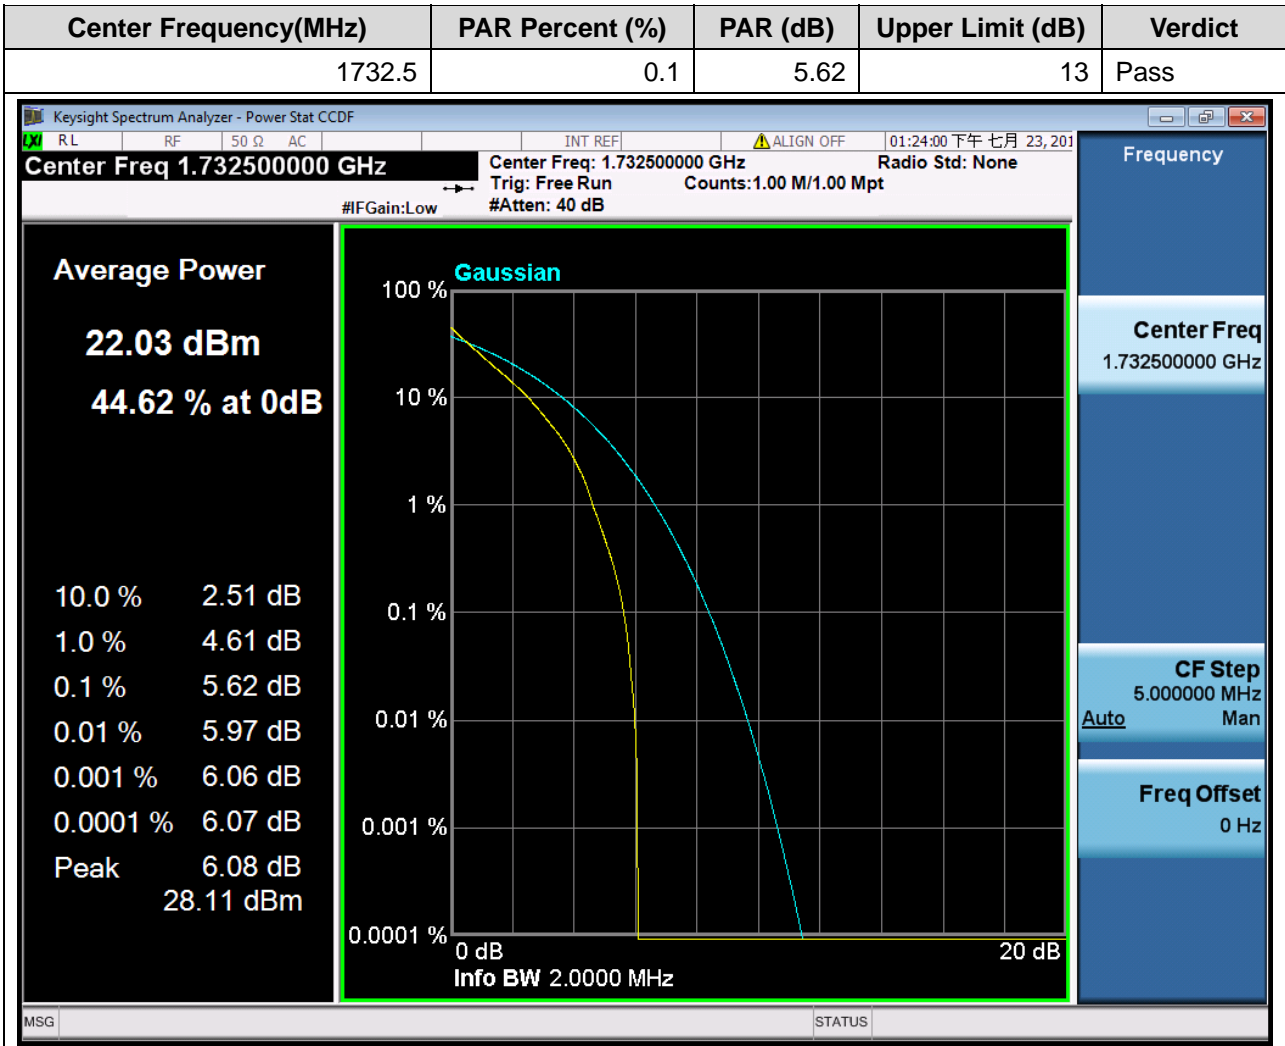 Center Frequency(MHz) PAR Percent (%) PAR (dB) Upper Limit (dB) Verdict
1732.5 0.1 5.62 13 Pass
Keysight Spectrum Analyzer - Power Stat CCDF
LXI RL RF 50 Ω AC INT REF ALIGN OFF 01:24:00 下午 七月 23, 201
Center Freq 1.732500000 GHz
Center Freq: 1.732500000 GHz Radio Std: None
Trig: Free Run Counts:1.00 M/1.00 Mpt
#IFGain:Low #Atten: 40 dB
Frequency
Average Power
22.03 dBm
44.62 % at 0dB
10.0 % 2.51 dB
1.0 % 4.61 dB
0.1 % 5.62 dB
0.01 % 5.97 dB
0.001 % 6.06 dB
0.0001 % 6.07 dB
Peak 6.08 dB
28.11 dBm
Gaussian
100 %
10 %
1 %
0.1 %
0.01 %
0.001 %
0.0001 %
0 dB 20 dB
Info BW 2.0000 MHz
Center Freq
1.732500000 GHz
CF Step
5.000000 MHz
Auto Man
Freq Offset
0 Hz
MSG STATUS